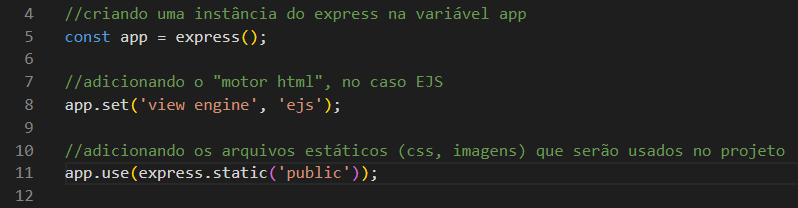 4 //criando uma instância do express na variável app
5 const app = express();
6
7 //adicionando o "motor html", no caso EJS
8 app.set('view engine', 'ejs');
9
10 //adicionando os arquivos estáticos (css, imagens) que serão usados no projeto
11 app.use(express.static('public'));
12